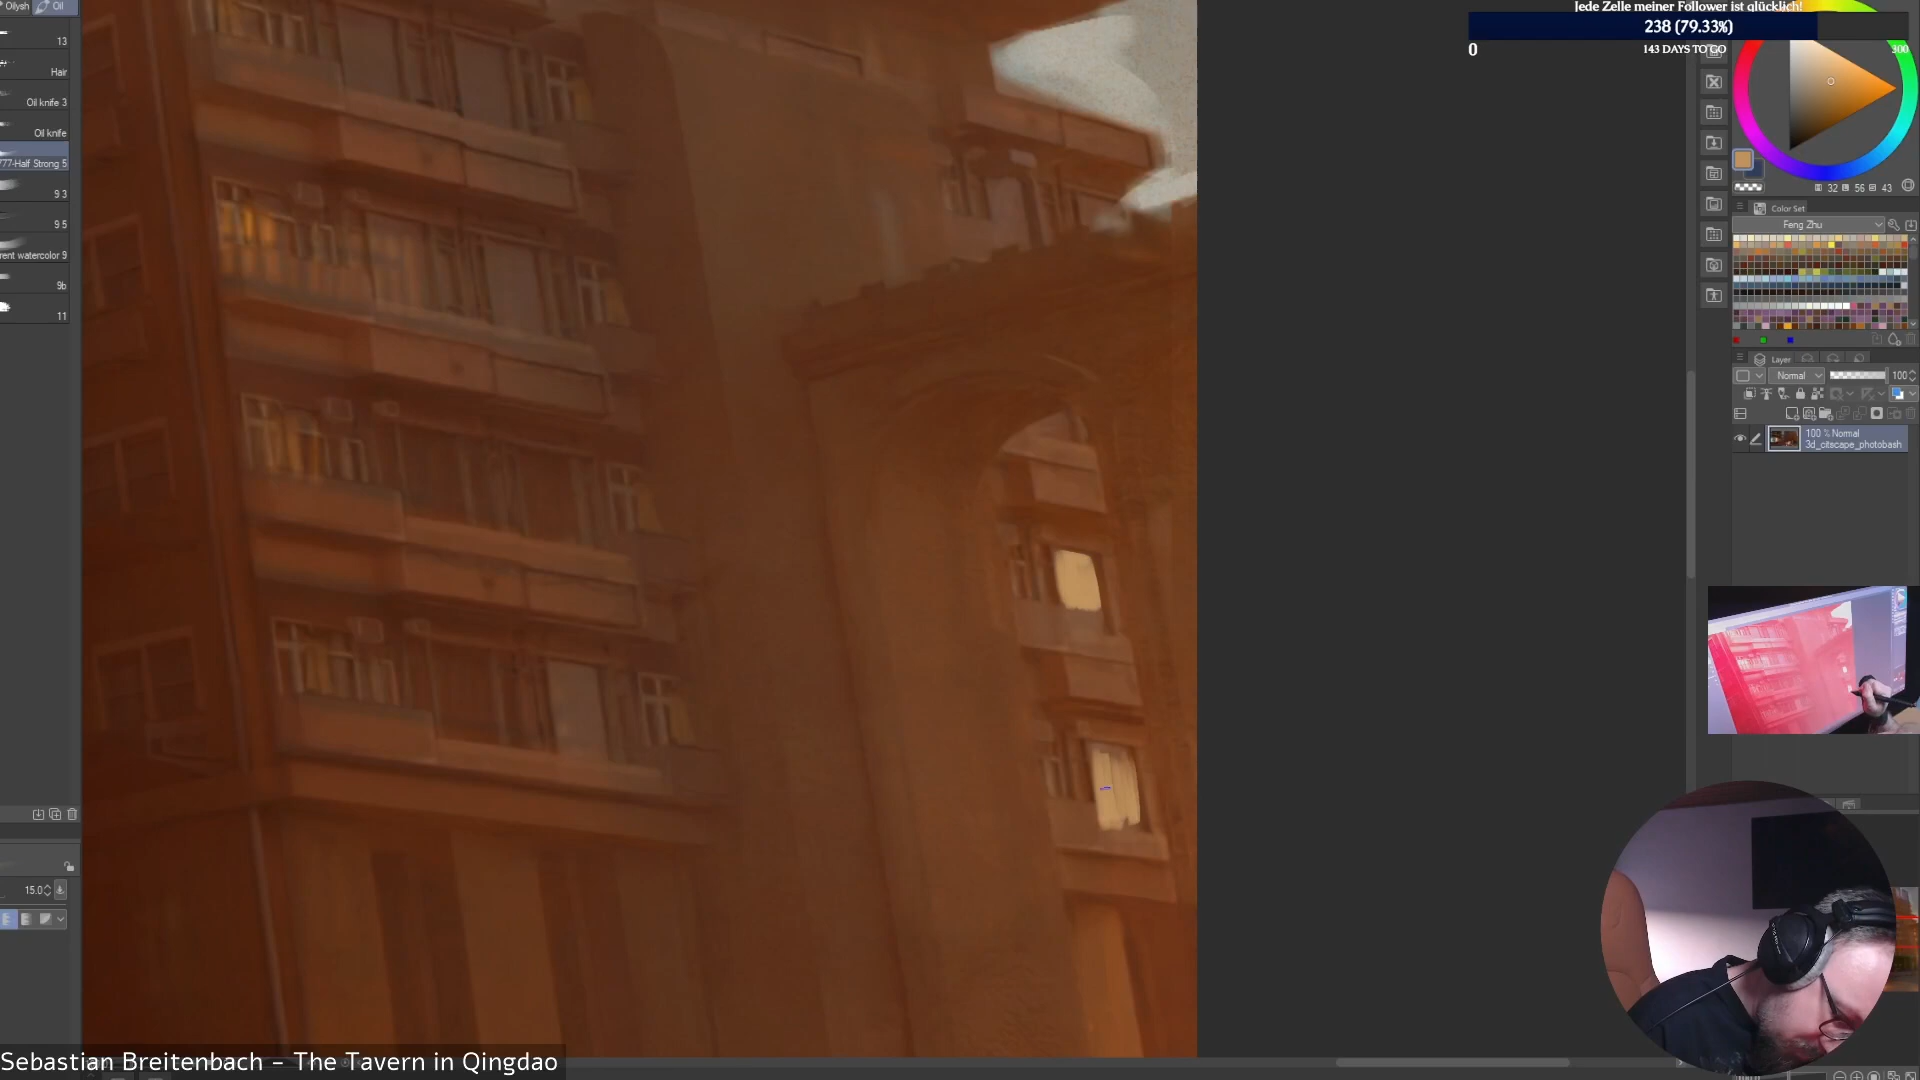 Oilysh
Oil
Jede Zelle meiner Follower ist glücklich!
238 (79.33%)
0
143 DAYS TO GO
300
13
Hair
Oil knife 3
Oil knife
777-Half Strong 5
9 3
9 5
rent watercolor 9
9b
11
32
56
43
Color Set
Feng Zhu
Layer
Normal
100
100 % Normal
3d_citscape_photobash
15.0
Sebastian Breitenbach – The Tavern in Qingdao